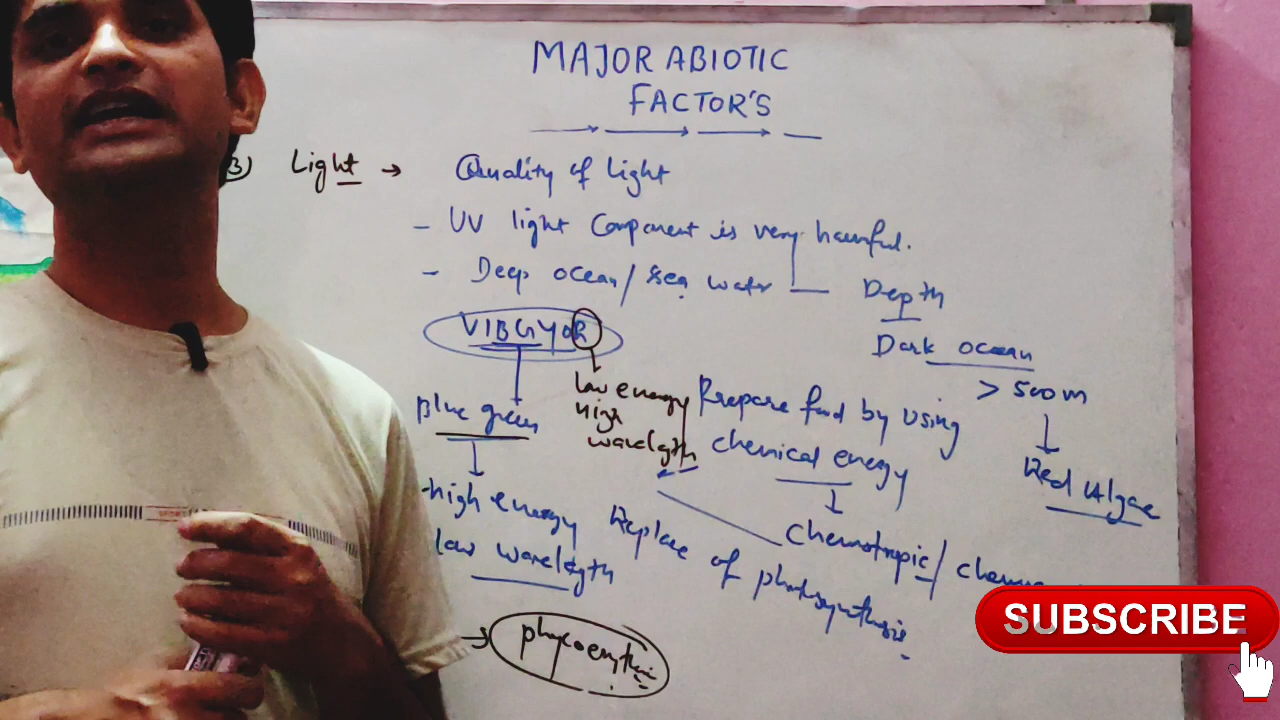 MAJOR ABIOTIC
FACTOR'S
3) Light → Quality of light
- UV light Component is very harmful.
- Deep ocean/sea water — Depth
Dark ocean
> 500m
Red Algae
VIBGYOR
Blue green
high energy
low wavelength
low energy
high
wavelength
Prepare food by using
chemical energy
Chemotropic/
Replace of photosynthesis
→ phycoerythrin
SUBSCRIBE